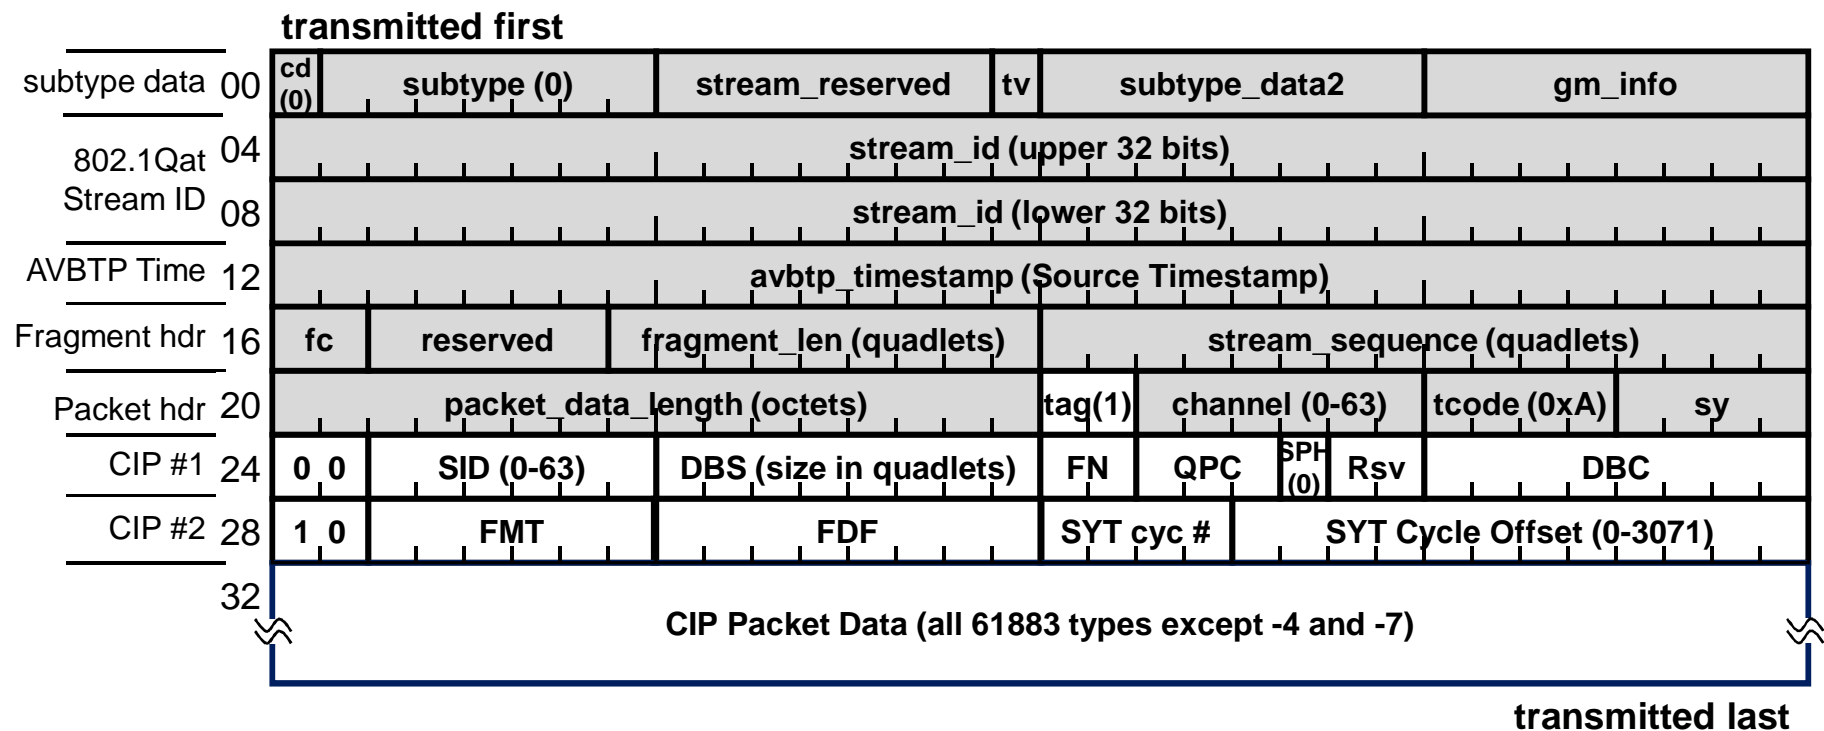 transmitted first
subtype data 00 cd (0) subtype (0) stream_reserved tv subtype_data2 gm_info
802.1Qat Stream ID
04 stream_id (upper 32 bits)
08 stream_id (lower 32 bits)
AVBTP Time 12 avbtp_timestamp (Source Timestamp)
Fragment hdr 16 fc reserved fragment_len (quadlets) stream_sequence (quadlets)
Packet hdr 20 packet_data_length (octets) tag(1) channel (0-63) tcode (0xA) sy
CIP #1 24 0 0 SID (0-63) DBS (size in quadlets) FN QPC SPH (0) Rsv DBC
CIP #2 28 1 0 FMT FDF SYT cyc # SYT Cycle Offset (0-3071)
32
CIP Packet Data (all 61883 types except -4 and -7)
transmitted last